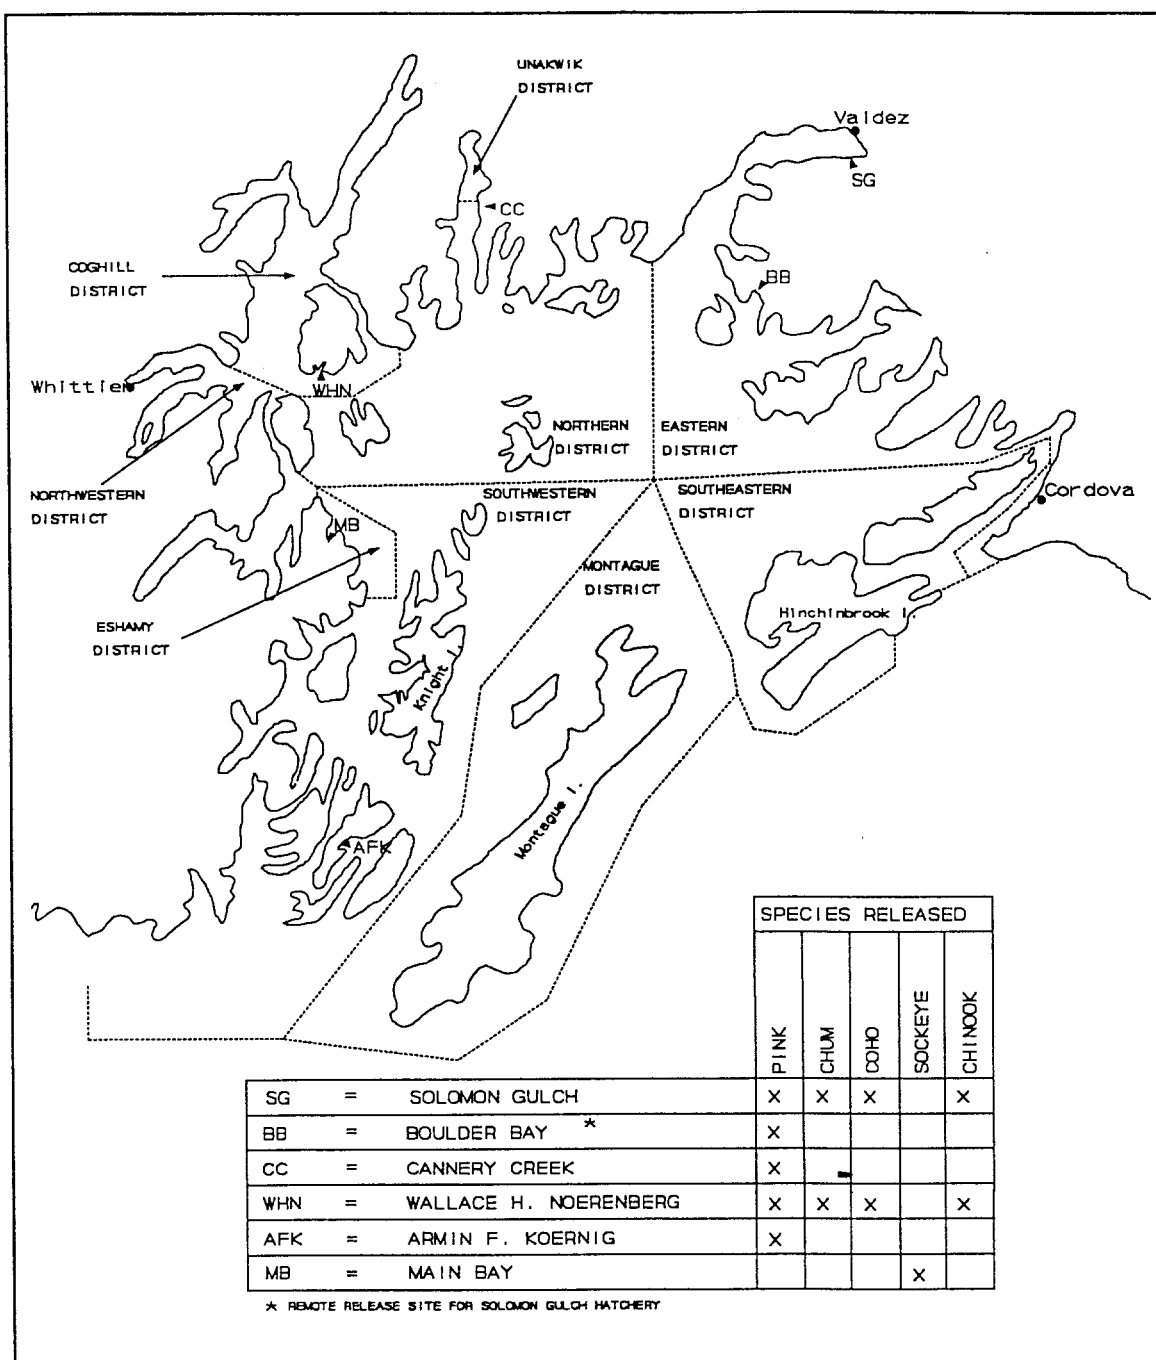 UNAKWIK
DISTRICT
Valdez
SG
CC
COGHILL
DISTRICT
BB
Whittier
WHN
NORTHERN
DISTRICT
EASTERN
DISTRICT
NORTHWESTERN
DISTRICT
SOUTHWESTERN
DISTRICT
SOUTHEASTERN
DISTRICT
Cordova
MB
MONTAGUE
DISTRICT
Hinchinbrook I.
ESHAMY
DISTRICT
Knight I.
Montague I.
AFK
SPECIES RELEASED
PINK CHUM COHO SOCKEYE CHINOOK
SG = SOLOMON GULCH X X X X
BB = BOULDER BAY * X
CC = CANNERY CREEK X
WHN = WALLACE H. NOERENBERG X X X X
AFK = ARMIN F. KOERNIG X
MB = MAIN BAY X
* REMOTE RELEASE SITE FOR SOLOMON GULCH HATCHERY